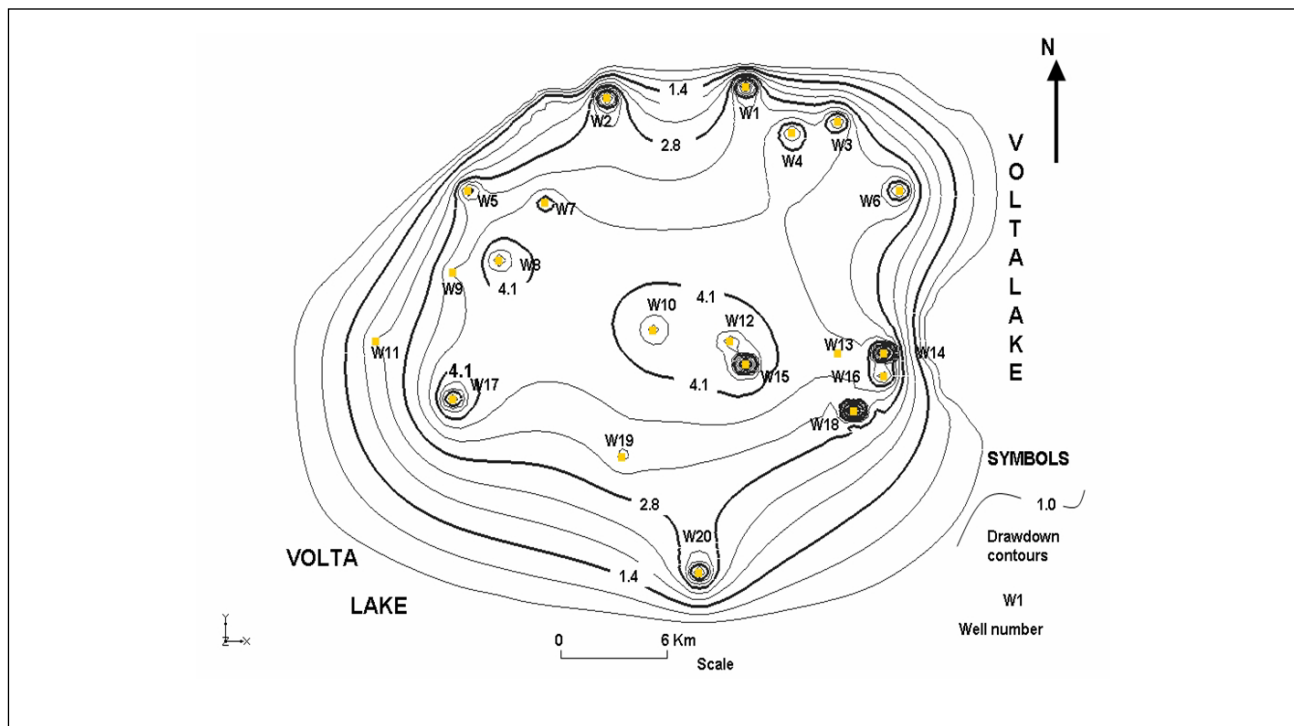 N
1.4
W1
W2
2.8
W3
W4
VOLTALAKE
W5
W7
W6
W8
W9
4.1
4.1
W10
W12
W11
W13
W14
4.1
W17
4.1
W15
W16
W18
W19
SYMBOLS
2.8
1.0
W20
Drawdown
contours
VOLTA
LAKE
1.4
W1
Well number
Y
Z
X
0
6 Km
Scale